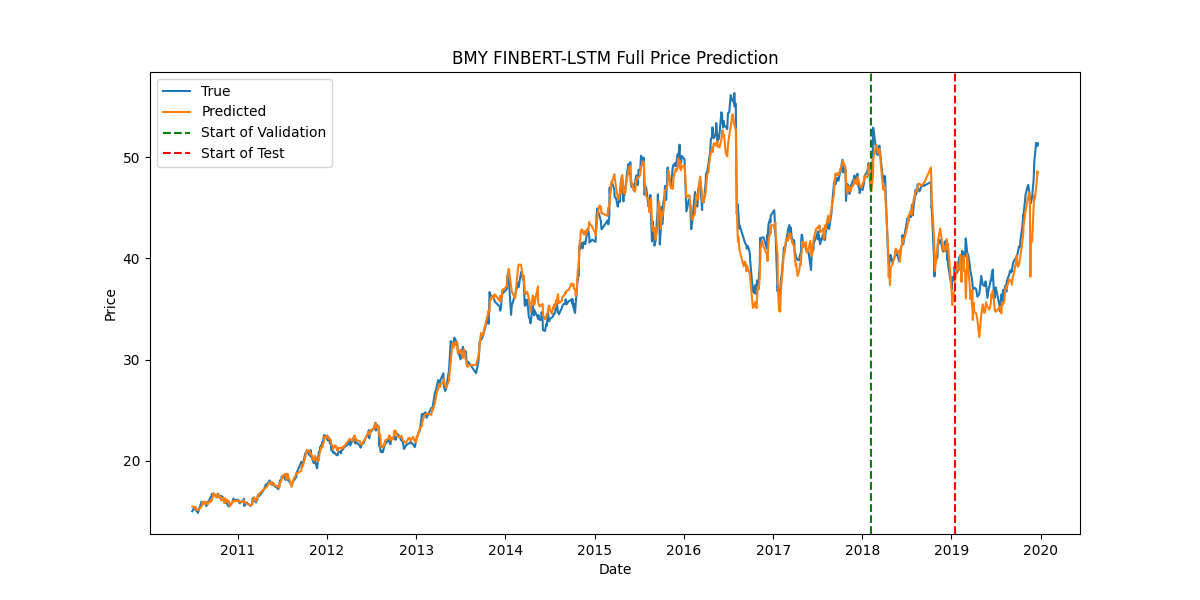 BMY FINBERT-LSTM Full Price Prediction
True
Predicted
Start of Validation
Start of Test
Price
50
40
30
20
2011 2012 2013 2014 2015 2016 2017 2018 2019 2020
Date